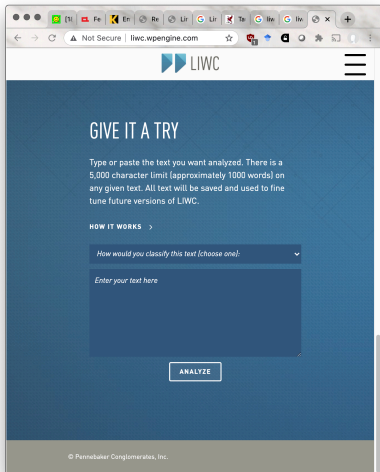 Not Secure | liwc.wpengine.com
LIWC
GIVE IT A TRY
Type or paste the text you want analyzed. There is a
5,000 character limit (approximately 1000 words) on
any given text. All text will be saved and used to fine
tune future versions of LIWC.
HOW IT WORKS
How would you classify this text (choose one):
Enter your text here
ANALYZE
© Pennebaker Conglomerates, Inc.